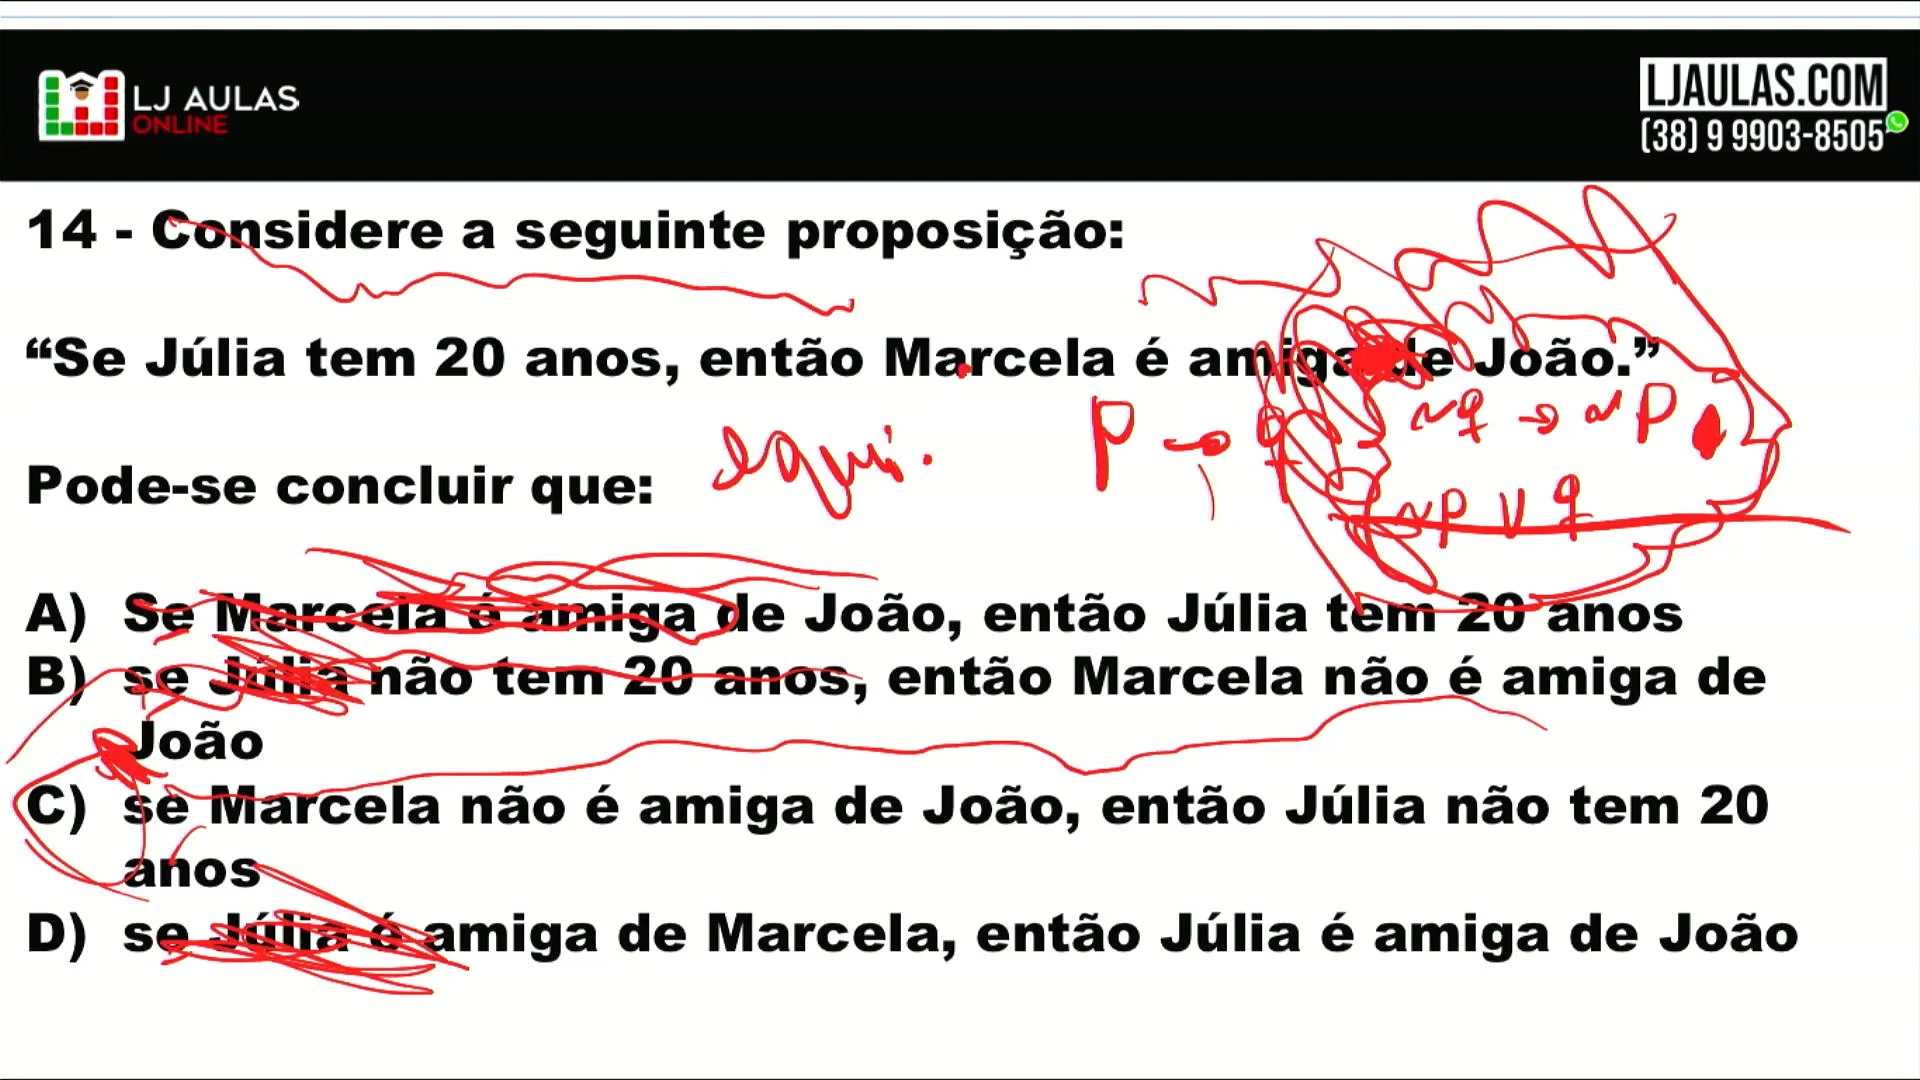 LJ AULAS
ONLINE
LJAULAS.COM
(38) 9 9903-8505
14 - Considere a seguinte proposição:
“Se Júlia tem 20 anos, então Marcela é amiga de João.”
~q → ~p
equi. p → q
Pode-se concluir que:
~p V q
A) Se Marcela é amiga de João, então Júlia tem 20 anos
B) se Júlia não tem 20 anos, então Marcela não é amiga de
João
C) se Marcela não é amiga de João, então Júlia não tem 20
anos
D) se Júlia é amiga de Marcela, então Júlia é amiga de João